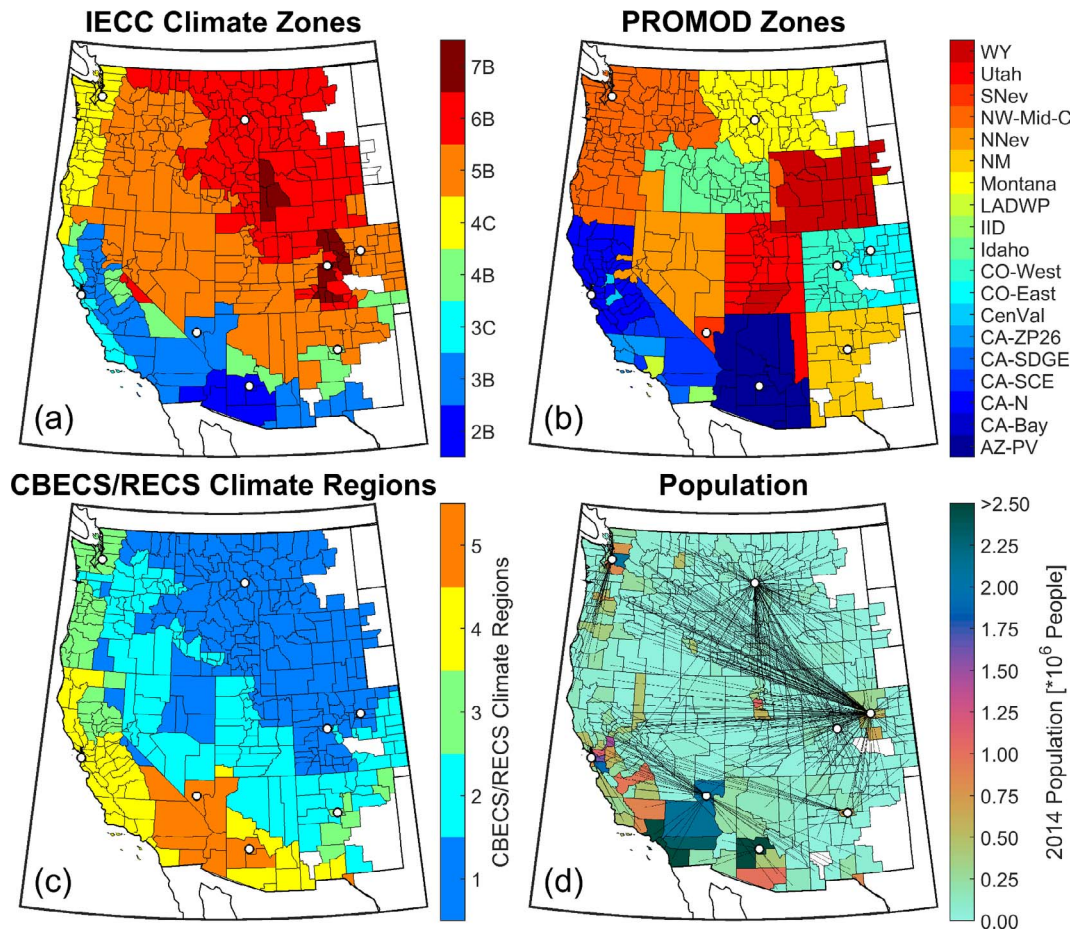 IECC Climate Zones
7B
6B
5B
4C
4B
3C
3B
2B
(a)
PROMOD Zones
WY
Utah
SNev
NW-Mid-C
NNev
NM
Montana
LADWP
IID
Idaho
CO-West
CO-East
CenVal
CA-ZP26
CA-SDGE
CA-SCE
CA-N
CA-Bay
AZ-PV
(b)
CBECS/RECS Climate Regions
5
4
3
2
1
CBECS/RECS Climate Regions
(c)
Population
>2.50
2.25
2.00
1.75
1.50
1.25
1.00
0.75
0.50
0.25
0.00
2014 Population [*10^6 People]
(d)